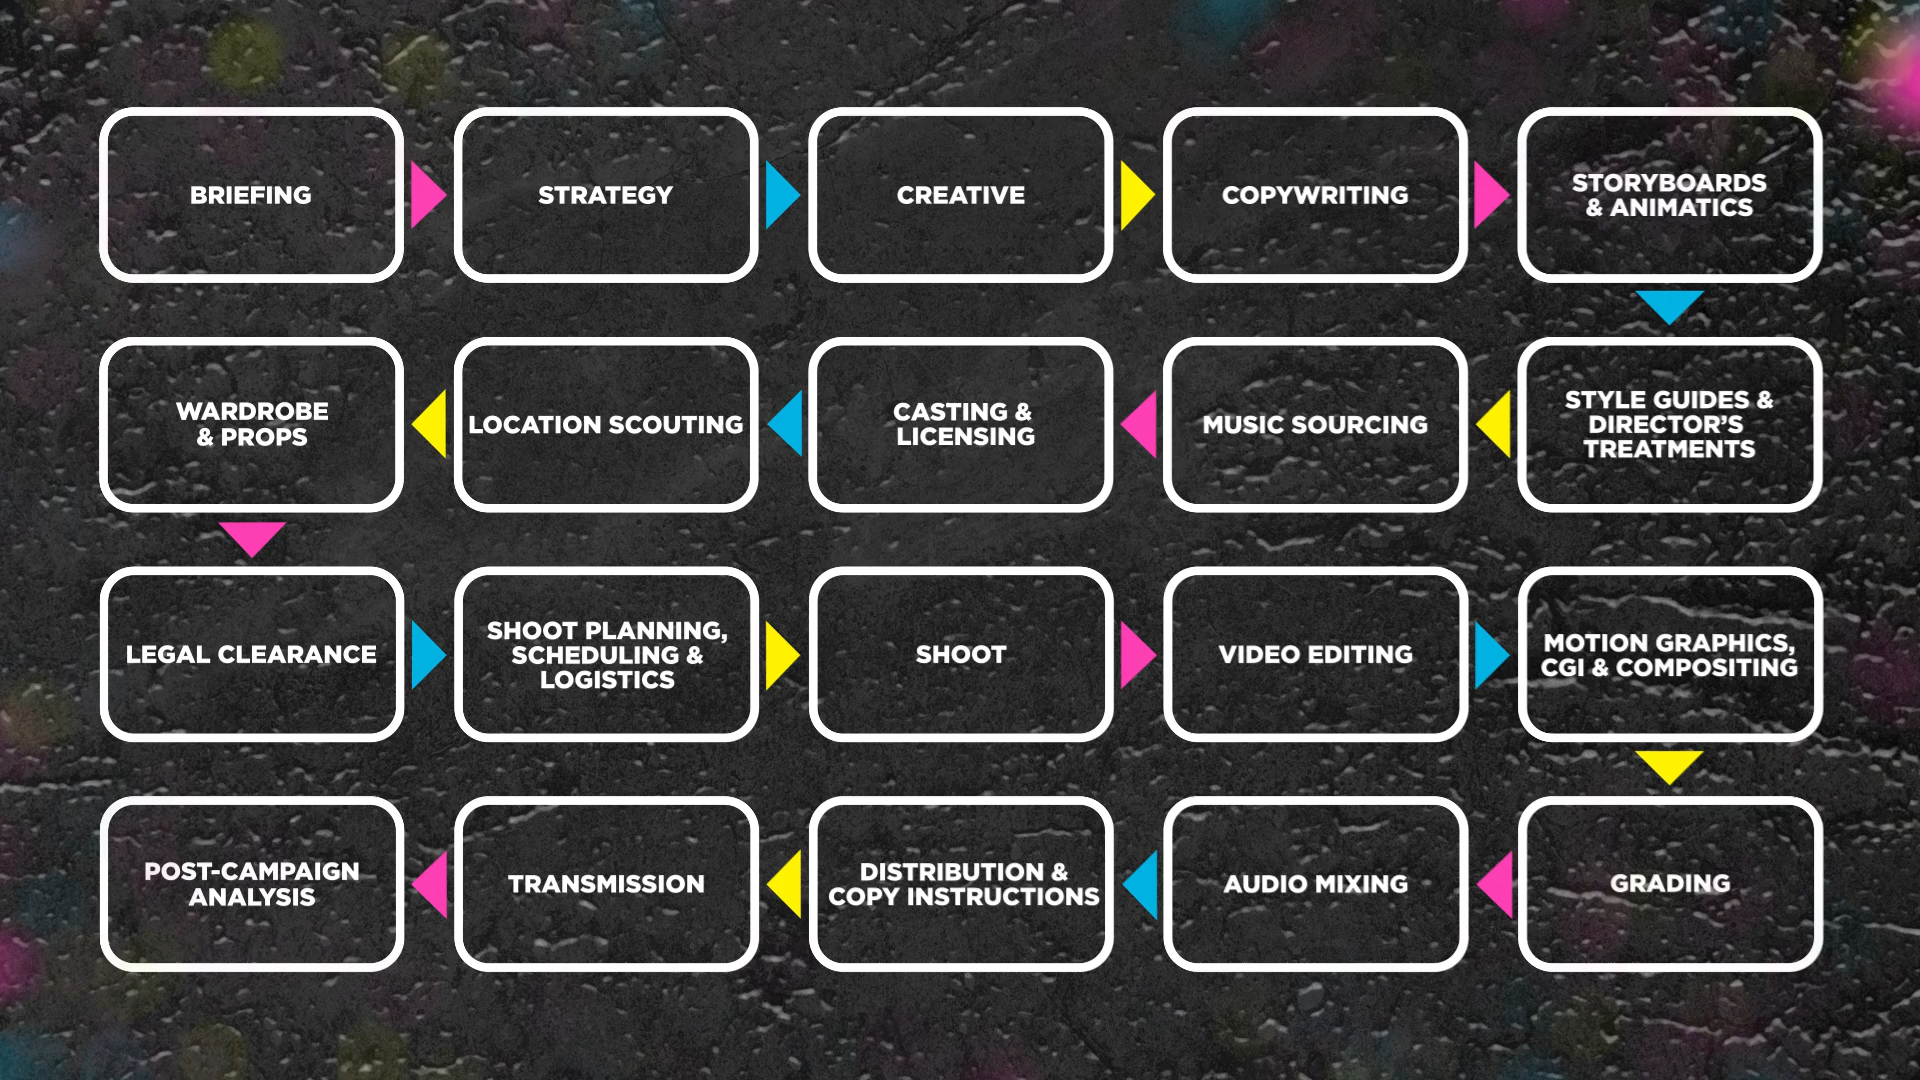 BRIEFING
STRATEGY
CREATIVE
COPYWRITING
STORYBOARDS
& ANIMATICS
WARDROBE
& PROPS
LOCATION SCOUTING
CASTING &
LICENSING
MUSIC SOURCING
STYLE GUIDES &
DIRECTOR'S
TREATMENTS
LEGAL CLEARANCE
SHOOT PLANNING,
SCHEDULING &
LOGISTICS
SHOOT
VIDEO EDITING
MOTION GRAPHICS,
CGI & COMPOSITING
POST-CAMPAIGN
ANALYSIS
TRANSMISSION
DISTRIBUTION &
COPY INSTRUCTIONS
AUDIO MIXING
GRADING